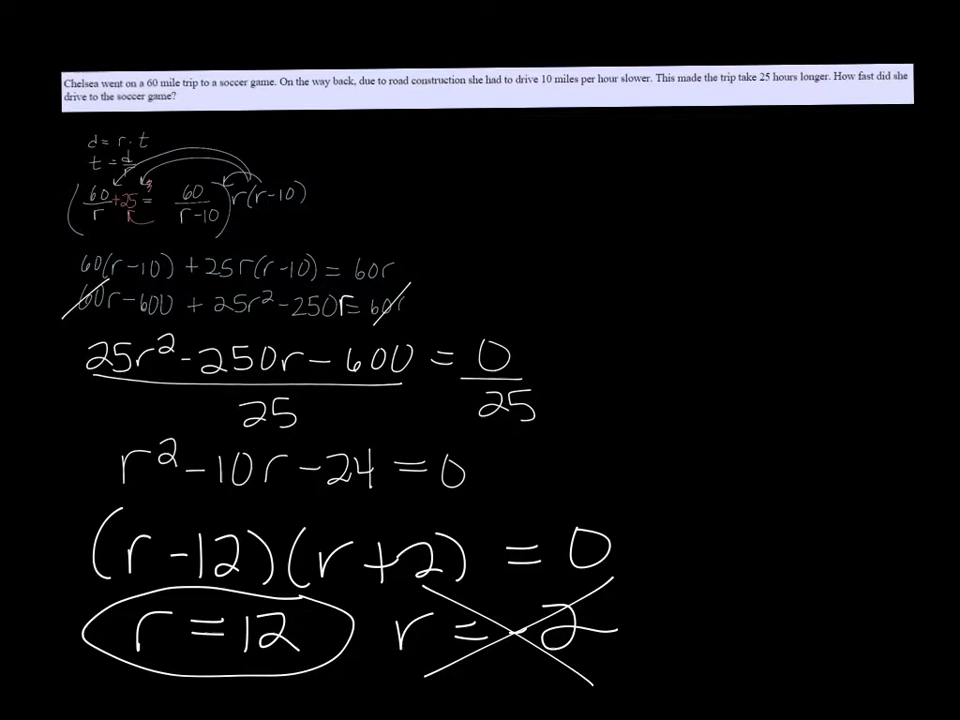 Chelsea went on a 60 mile trip to a soccer game. On the way back, due to road construction she had to drive 10 miles per hour slower. This made the trip take 25 hours longer. How fast did she
drive to the soccer game?
d = r · t
t = d/r
(60/r + 25 = 60/(r-10)) r(r-10)
60(r-10) + 25r(r-10) = 60r
60r - 600 + 25r² - 250r = 60r
25r² - 250r - 600 = 0
25 25
r² - 10r - 24 = 0
(r - 12)(r + 2) = 0
r = 12 r = -2